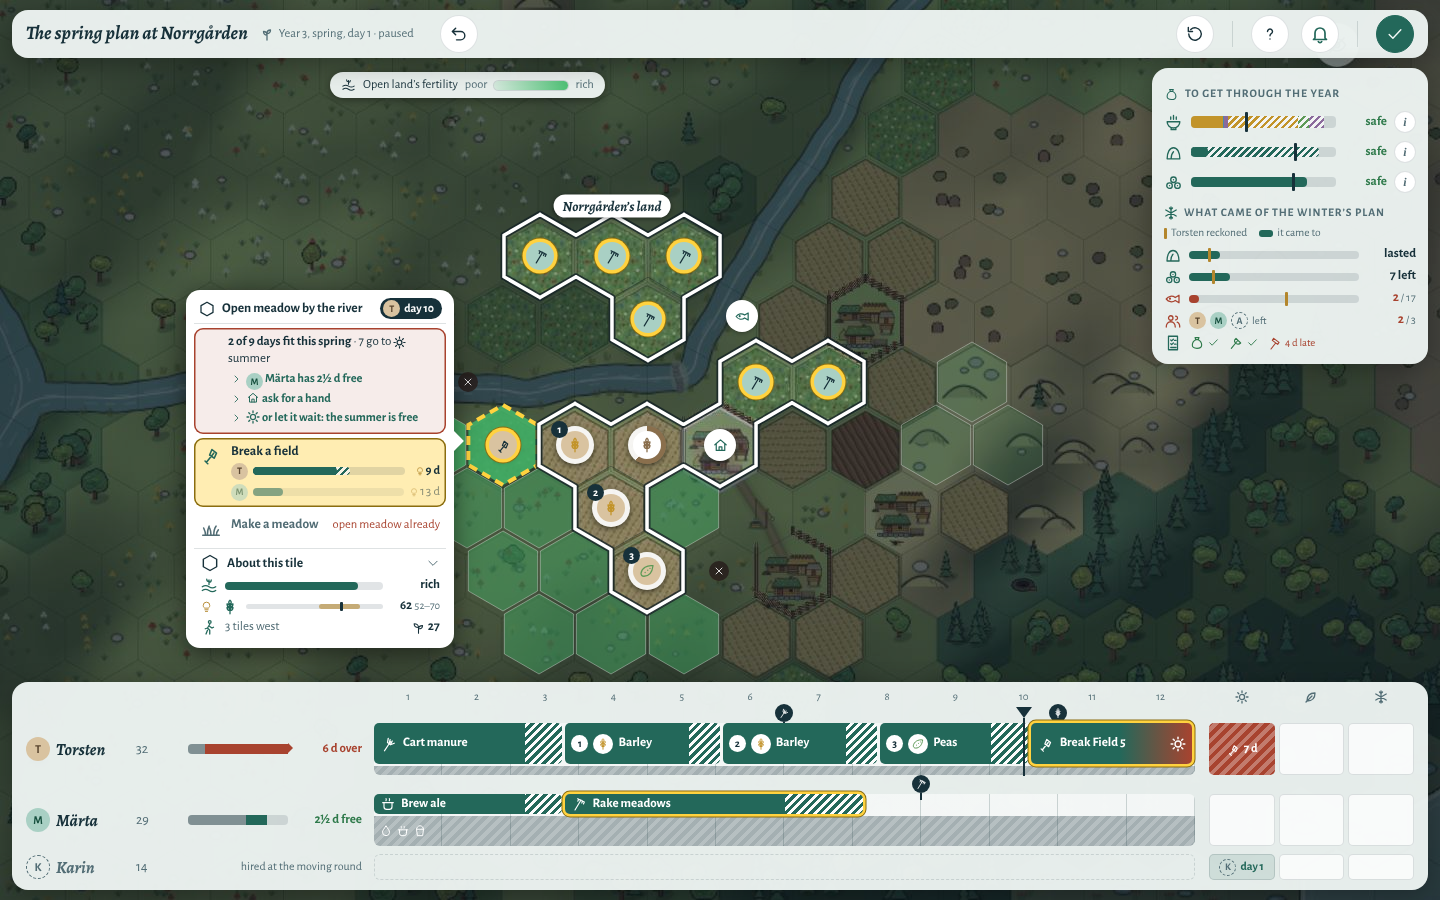 The spring plan at Norrgården
Year 3, spring, day 1 · paused
?
Open land's fertility poor rich
TO GET THROUGH THE YEAR
safe i
safe i
safe i
WHAT CAME OF THE WINTER'S PLAN
Torsten reckoned it came to
lasted
7 left
2 / 17
T M A left 2 / 3
4 d late
Norrgården's land
Open meadow by the river T day 10
2 of 9 days fit this spring · 7 go to
summer
M Märta has 2½ d free
ask for a hand
or let it wait: the summer is free
Break a field
T 9 d
M 13 d
Make a meadow open meadow already
About this tile
rich
62 52–70
3 tiles west 27
1
2
3
1 2 3 4 5 6 7 8 9 10 11 12
T Torsten 32 6 d over
Cart manure 1 Barley 2 Barley 3 Peas Break Field 5 7 d
M Märta 29 2½ d free
Brew ale Rake meadows
K Karin 14 hired at the moving round K day 1